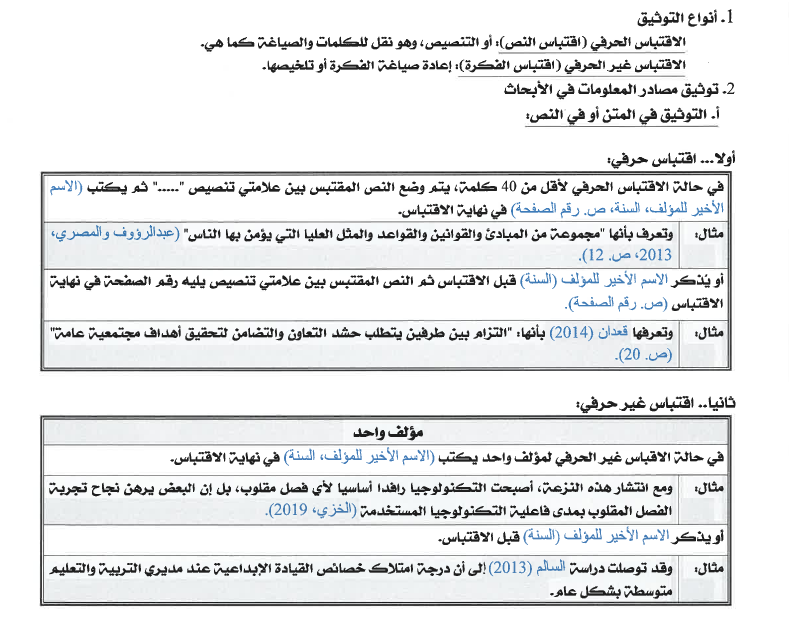 1. أنواع التوثيق
الاقتباس الحرفي (اقتباس النص): أو التنصيص، وهو نقل للكلمات والصياغة كما هي.
الاقتباس غير الحرفي (اقتباس الفكرة): إعادة صياغة الفكرة أو تلخيصها.
2. توثيق مصادر المعلومات في الأبحاث
أ. التوثيق في المتن أو في النص:
أولا... اقتباس حرفي:
في حالة الاقتباس الحرفي لأقل من 40 كلمة، يتم وضع النص المقتبس بين علامتي تنصيص "-----" ثم يكتب (الاسم
الأخير للمؤلف، السنة، ص. رقم الصفحة) في نهاية الاقتباس.
مثال: وتعرف بأنها "مجموعة من المبادئ والقوانين والقواعد والمثل العليا التي يؤمن بها الناس" (عبدالرؤوف والمصري،
2013، ص. 12).
أو يُذكر الاسم الأخير للمؤلف (السنة) قبل الاقتباس ثم النص المقتبس بين علامتي تنصيص يليه رقم الصفحة في نهاية
الاقتباس (ص. رقم الصفحة).
مثال: وتعرفها قعدان (2014) بأنها: "التزام بين طرفين يتطلب حشد التعاون والتضامن لتحقيق أهداف مجتمعية عامة"
(ص. 20).
ثانيا.. اقتباس غير حرفي:
مؤلف واحد
في حالة الاقباس غير الحرفي لمؤلف واحد يكتب (الاسم الأخير للمؤلف، السنة) في نهاية الاقتباس.
مثال: ومع انتشار هذه النزعة، أصبحت التكنولوجيا رافدا أساسيا لأي فصل مقلوب، بل إن البعض يرهن نجاح تجربة
الفصل المقلوب بمدى فاعلية التكنولوجيا المستخدمة (الخزي، 2019).
أو يذكر الاسم الأخير للمؤلف (السنة) قبل الاقتباس.
مثال: وقد توصلت دراسة السالم (2013) إلى أن درجة امتلاك خصائص القيادة الإبداعية عند مديري التربية والتعليم
متوسطة بشكل عام.